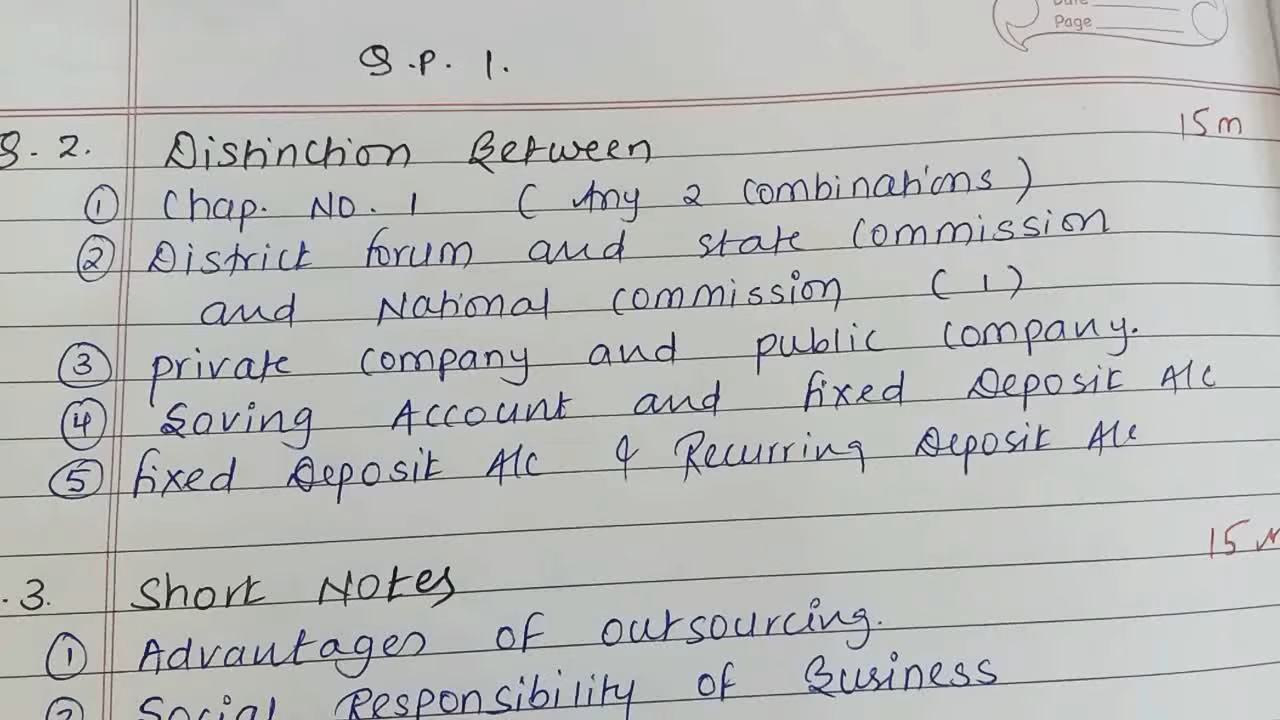 Page
S.P. 1.
15m
S.2. Distinction Between
① Chap. No. 1 ( Any 2 combinations )
② District forum and state commission
and National commission ( 1 )
③ private company and public company.
④ Saving Account and fixed Deposit A/c
⑤ fixed Deposit A/c & Recurring Deposit A/c
15
.3. Short Notes
① Advantages of outsourcing.
② Social Responsibility of Business